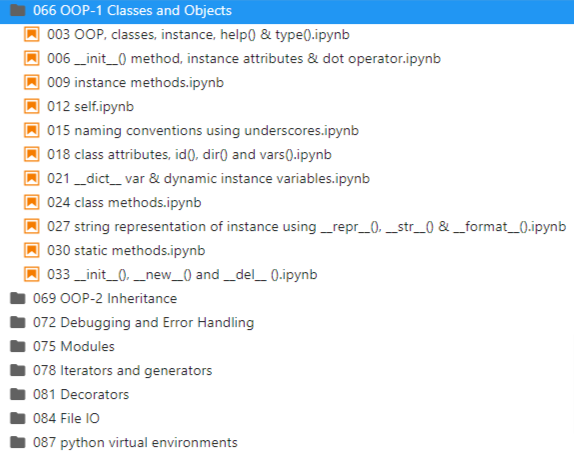 066 OOP-1 Classes and Objects
003 OOP, classes, instance, help() & type().ipynb
006 __init__() method, instance attributes & dot operator.ipynb
009 instance methods.ipynb
012 self.ipynb
015 naming conventions using underscores.ipynb
018 class attributes, id(), dir() and vars().ipynb
021 __dict__ var & dynamic instance variables.ipynb
024 class methods.ipynb
027 string representation of instance using __repr__(), __str__() & __format__().ipynb
030 static methods.ipynb
033 __init__(), __new__() and __del__ ().ipynb
069 OOP-2 Inheritance
072 Debugging and Error Handling
075 Modules
078 Iterators and generators
081 Decorators
084 File IO
087 python virtual environments